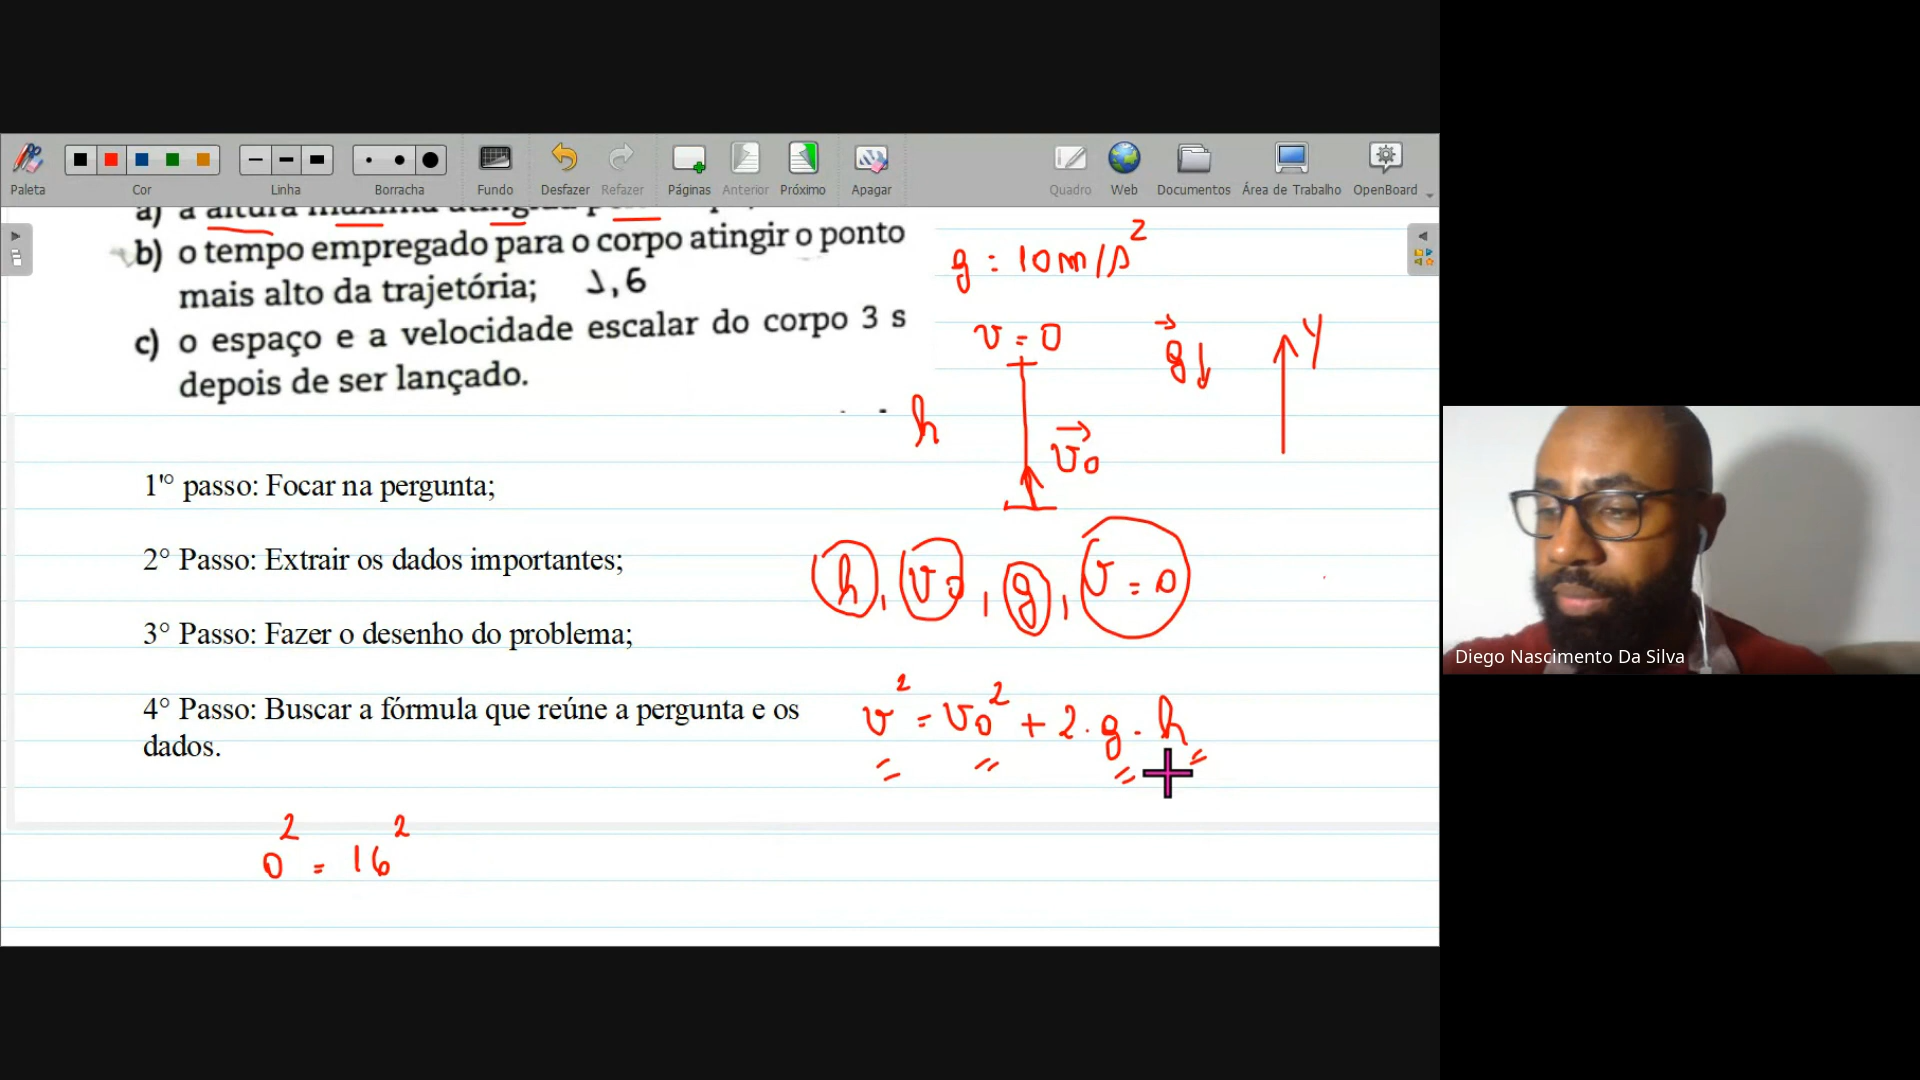 Paleta
Cor
Linha
Borracha
Fundo
Desfazer
Refazer
Páginas
Anterior
Próximo
Apagar
Quadro
Web
Documentos
Área de Trabalho
OpenBoard
a) a altura máxima atingida
b) o tempo empregado para o corpo atingir o ponto
mais alto da trajetória; 1,6
c) o espaço e a velocidade escalar do corpo 3 s
depois de ser lançado.
g : 10 m/s²
v = 0
g
y
h
v₀
1'° passo: Focar na pergunta;
2° Passo: Extrair os dados importantes;
h, v₀, g, v = 0
3° Passo: Fazer o desenho do problema;
4° Passo: Buscar a fórmula que reúne a pergunta e os
dados.
v² = v₀² + 2 . g . h
0² = 16²
Diego Nascimento Da Silva